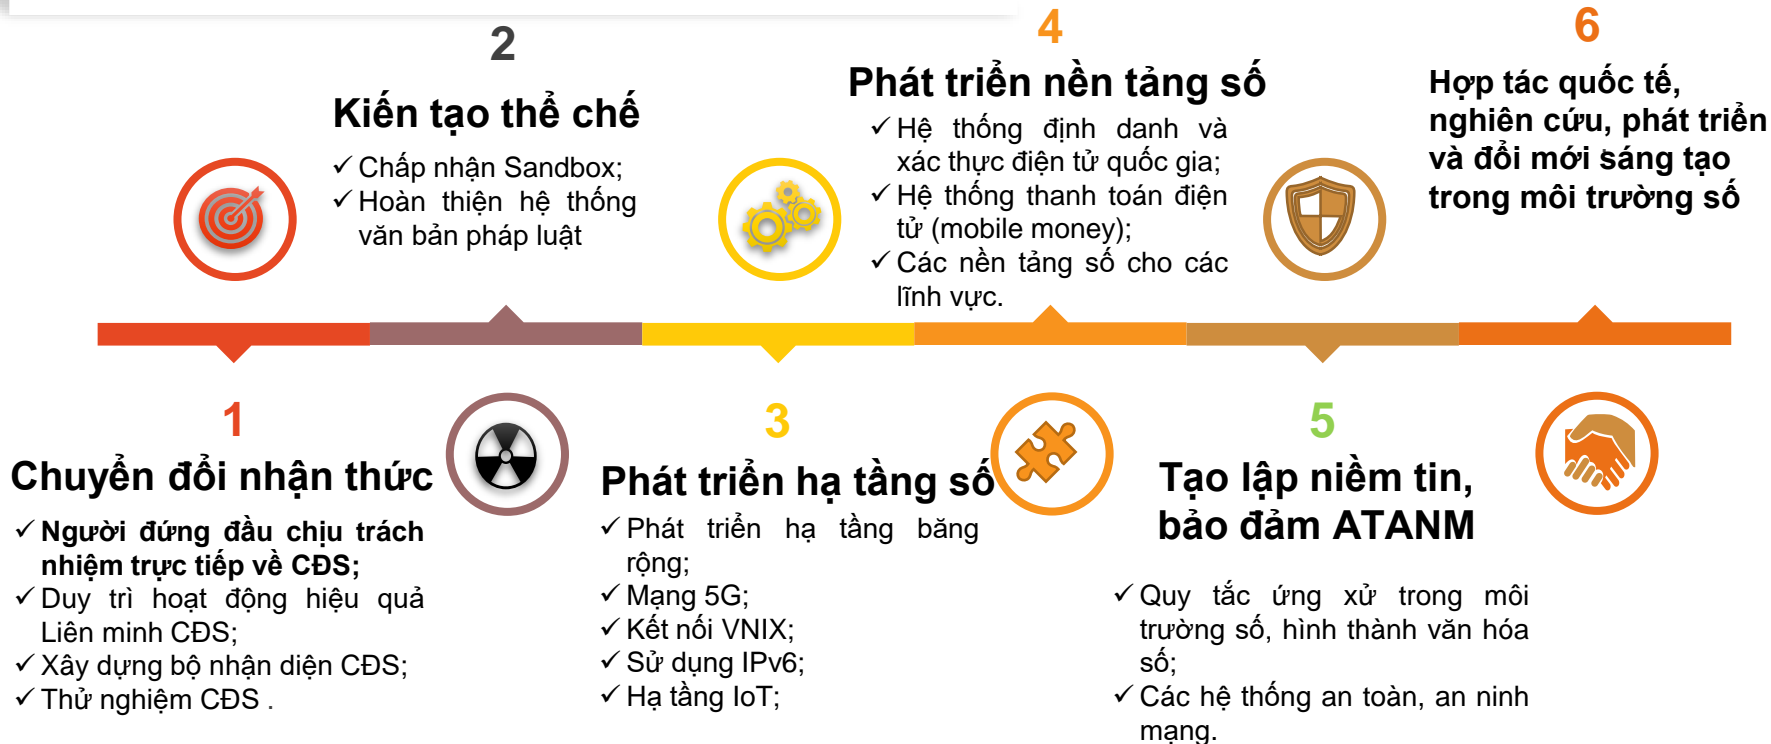 1
Chuyển đổi nhận thức
Người đứng đầu chịu trách
nhiệm trực tiếp về CĐS;
Duy trì hoạt động hiệu quả
Liên minh CĐS;
Xây dựng bộ nhận diện CĐS;
Thử nghiệm CĐS .
2
Kiến tạo thể chế
Chấp nhận Sandbox;
Hoàn thiện hệ thống
văn bản pháp luật
3
Phát triển hạ tầng số
Phát triển hạ tầng băng
rộng;
Mạng 5G;
Kết nối VNIX;
Sử dụng IPv6;
Hạ tầng IoT;
4
Phát triển nền tảng số
Hệ thống định danh và
xác thực điện tử quốc gia;
Hệ thống thanh toán điện
tử (mobile money);
Các nền tảng số cho các
lĩnh vực.
5
Tạo lập niềm tin,
bảo đảm ATANM
Quy tắc ứng xử trong môi
trường số, hình thành văn hóa
số;
Các hệ thống an toàn, an ninh
mạng.
6
Hợp tác quốc tế,
nghiên cứu, phát triển
và đổi mới sáng tạo
trong môi trường số